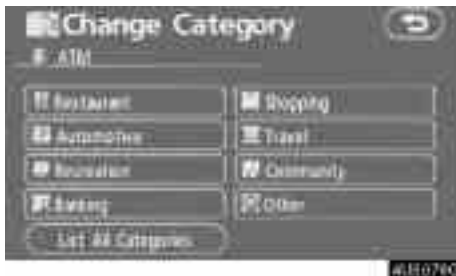 Change Category
ATM
Restaurant
Shopping
Automotive
Travel
Recreation
Community
Banking
Other
List All Categories